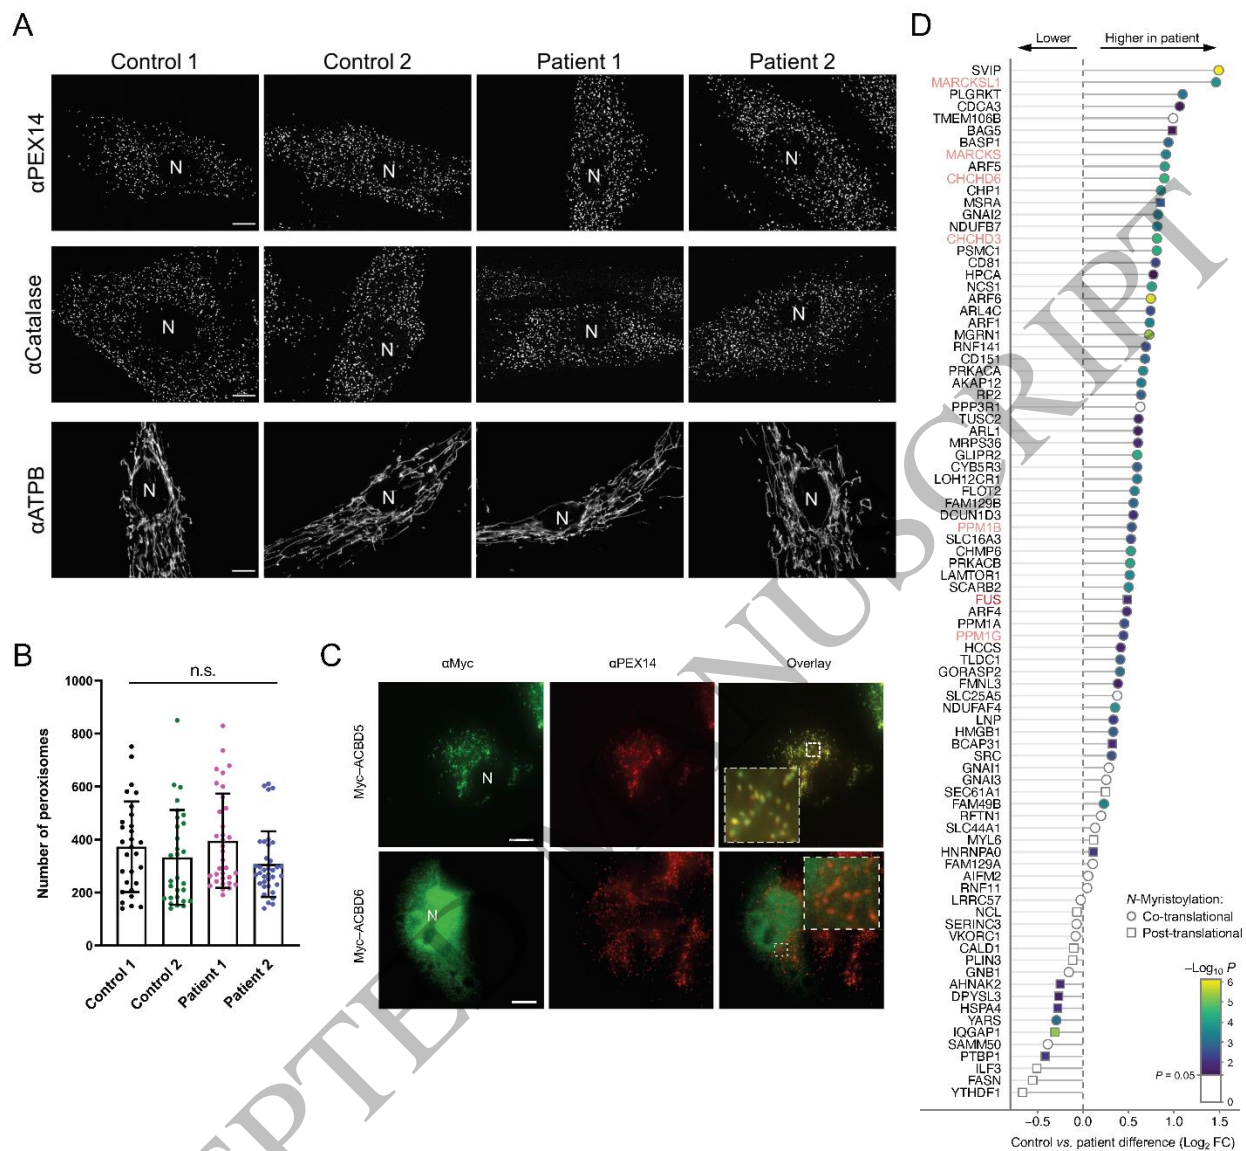 A
Control 1
Control 2
Patient 1
Patient 2
αPEX14
N
N
N
N
αCatalase
N
N
N
N
αATPB
N
N
N
N
B
n.s.
Number of peroxisomes
1000
800
600
400
200
0
Control 1
Control 2
Patient 1
Patient 2
C
αMyc
αPEX14
Overlay
Myc–ACBD5
N
Myc–ACBD6
N
D
Lower
Higher in patient
SVIP
MARCKSL1
PLGRKT
CDCA3
TMEM106B
BAG5
BASP1
MARCKS
ARF5
CHCHD6
CHP1
MSRA
GNAI2
NDUFB7
CHCHD3
PSMC1
CD81
HPCA
NCS1
ARF6
ARL4C
ARF1
MGRN1
RNF141
CD151
PRKACA
AKAP12
RP2
PPP3R1
TUSC2
ARL1
MRPS36
GLIPR2
CYB5R3
LOH12CR1
FLOT2
FAM129B
DCUN1D3
PPM1B
SLC16A3
CHMP6
PRKACB
LAMTOR1
SCARB2
FUS
ARF4
PPM1A
PPM1G
HCCS
TLDC1
GORASP2
FMNL3
SLC25A5
NDUFAF4
LNP
HMGB1
BCAP31
SRC
GNAI1
GNAI3
SEC61A1
FAM49B
RFTN1
SLC44A1
MYL6
HNRNPA0
FAM129A
AIFM2
RNF11
LRRC57
NCL
SERINC3
VKORC1
CALD1
PLIN3
GNB1
AHNAK2
DPYSL3
HSPA4
YARS
IQGAP1
SAMM50
PTBP1
ILF3
FASN
YTHDF1
−0.5 0.0 0.5 1.0 1.5
Control vs. patient difference (Log₂ FC)
N-Myristoylation:
Co-translational
Post-translational
−Log₁₀ P
6
5
4
3
2
P = 0.05
0
PTED MANUSCRIPT